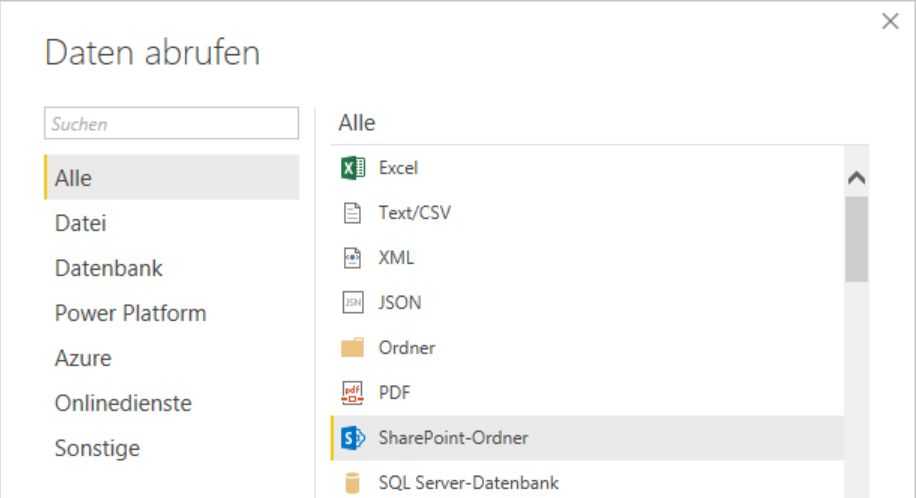 Daten abrufen
Suchen
Alle
Datei
Datenbank
Power Platform
Azure
Onlinedienste
Sonstige
Alle
Excel
Text/CSV
XML
JSON
Ordner
PDF
SharePoint-Ordner
SQL Server-Datenbank